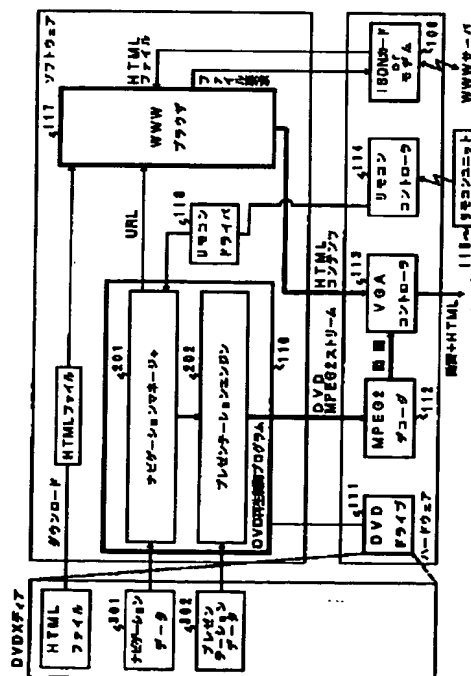 DVDメディア
HTML
ファイル
301
ナビゲーション
データ
302
プレゼン
テーション
データ
ダウンロード
HTMLファイル
ソフトウェア
117
WWW
ブラウザ
HTML
ファイル
ファイル要求
URL
201
ナビゲーションマネージャ
202
プレゼンテーションエンジン
DVD再生制御プログラム
116
リモコン
ドライバ
DVD
MPEG2ストリーム
HTML
コンテンツ
ハードウェア
111
DVD
ドライブ
MPEG2
デコーダ
112
動画
113
VGA
コントローラ
114
リモコン
コントローラ
ISDNカード
or
モデム
動画+HTML
リモコンユニット
WWWサーバ